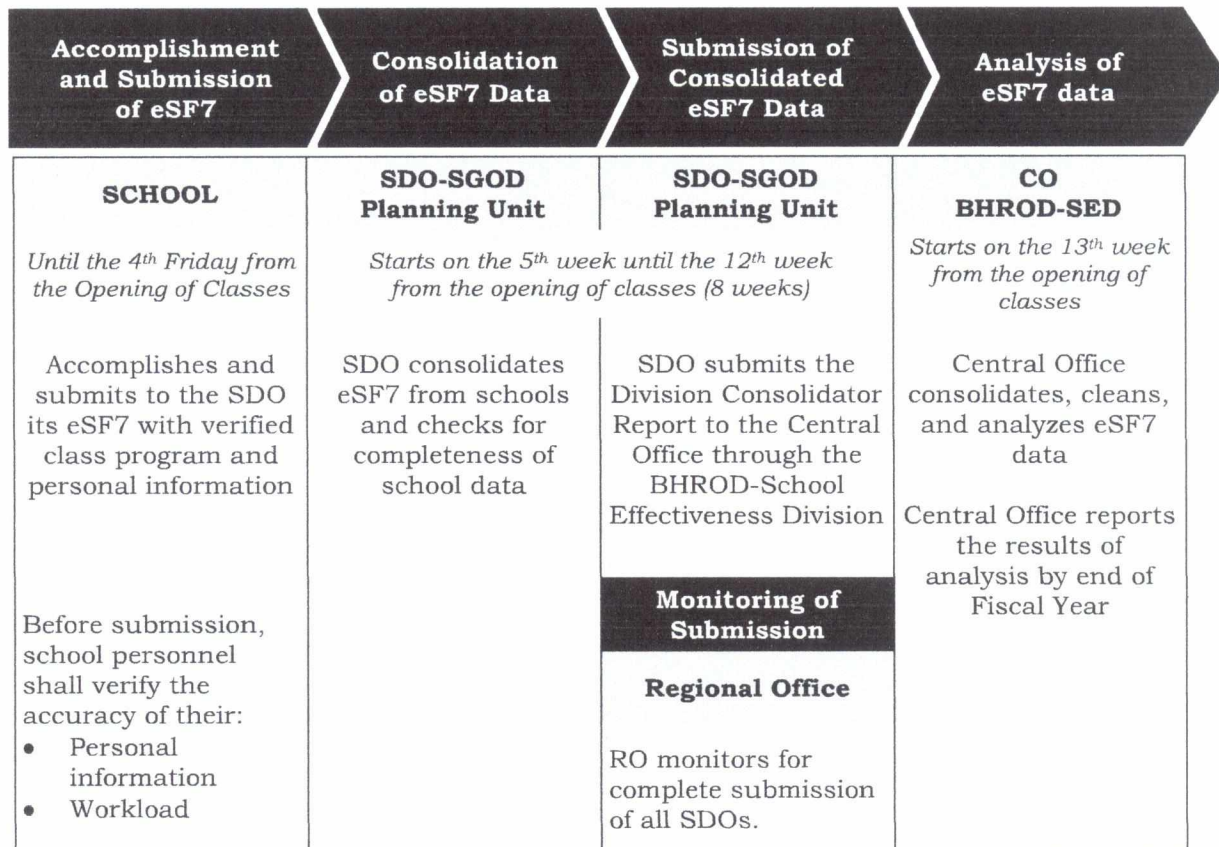 Accomplishment
and Submission
of eSF7
Consolidation
of eSF7 Data
Submission of
Consolidated
eSF7 Data
Analysis of
eSF7 data
SCHOOL
Until the 4th Friday from
the Opening of Classes
Accomplishes and
submits to the SDO
its eSF7 with verified
class program and
personal information
Before submission,
school personnel
shall verify the
accuracy of their:
• Personal
information
• Workload
SDO-SGOD
Planning Unit
SDO-SGOD
Planning Unit
Starts on the 5th week until the 12th week
from the opening of classes (8 weeks)
SDO consolidates
eSF7 from schools
and checks for
completeness of
school data
SDO submits the
Division Consolidator
Report to the Central
Office through the
BHROD-School
Effectiveness Division
Monitoring of
Submission
Regional Office
RO monitors for
complete submission
of all SDOs.
CO
BHROD-SED
Starts on the 13th week
from the opening of
classes
Central Office
consolidates, cleans,
and analyzes eSF7
data
Central Office reports
the results of
analysis by end of
Fiscal Year